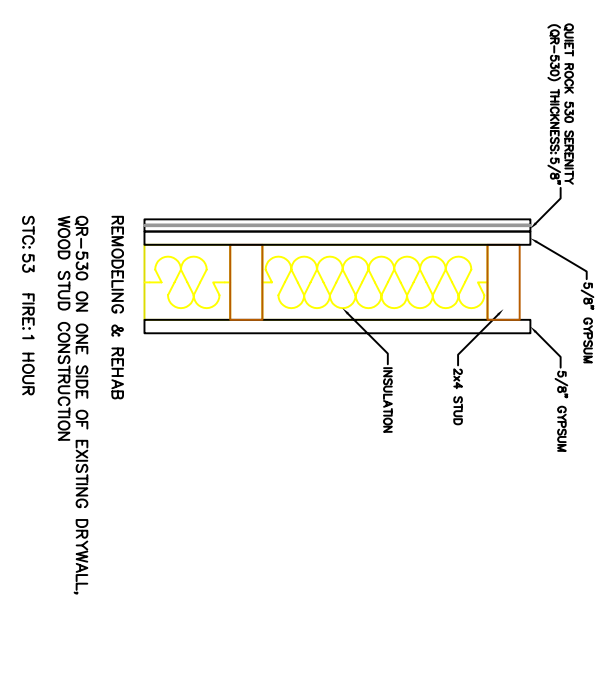 QUIET ROCK 530 SERENITY
(QR-530) THICKNESS: 5/8"
5/8" GYPSUM
5/8" GYPSUM
2x4 STUD
INSULATION
REMODELING & REHAB
QR-530 ON ONE SIDE OF EXISTING DRYWALL,
WOOD STUD CONSTRUCTION
STC: 53 FIRE: 1 HOUR